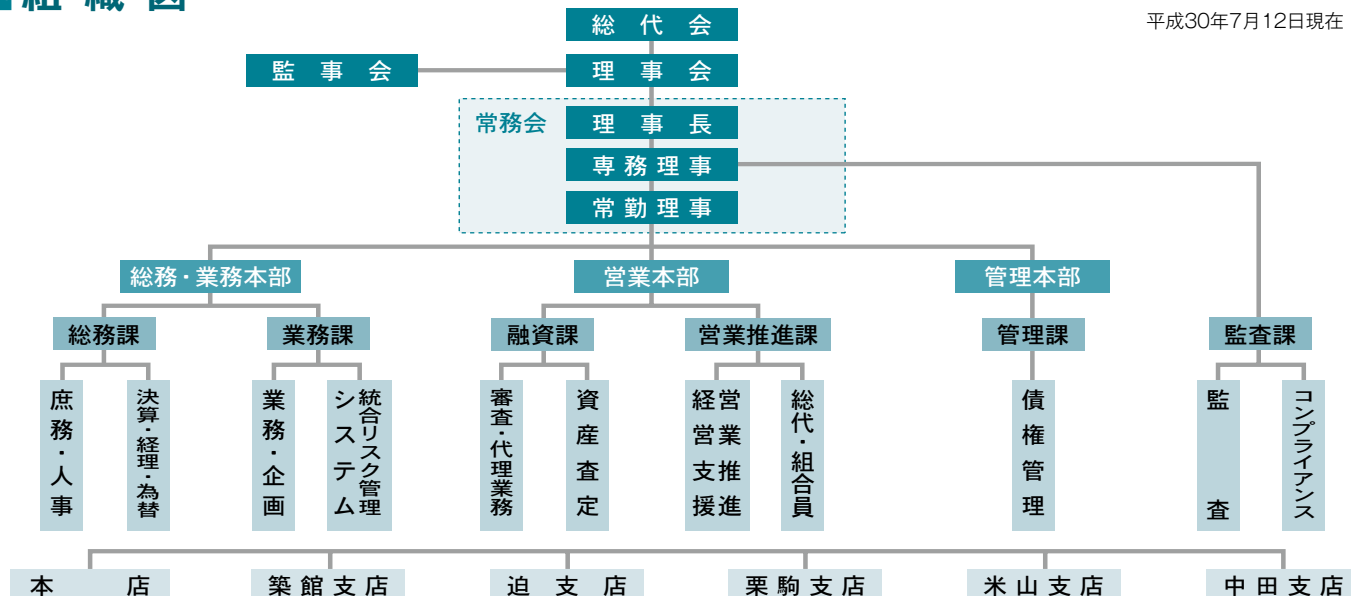 ■組織図
平成30年7月12日現在
総代会
監事会
理事会
常務会
理事長
専務理事
常勤理事
総務・業務本部
営業本部
管理本部
総務課
業務課
融資課
営業推進課
管理課
監査課
庶務・人事
決算・経理・為替
業務・企画
統合リスク管理
システム
審査・代理業務
資産査定
営業推進
経営支援
総代・組合員
債権管理
監査
コンプライアンス
本店
築館支店
迫支店
栗駒支店
米山支店
中田支店